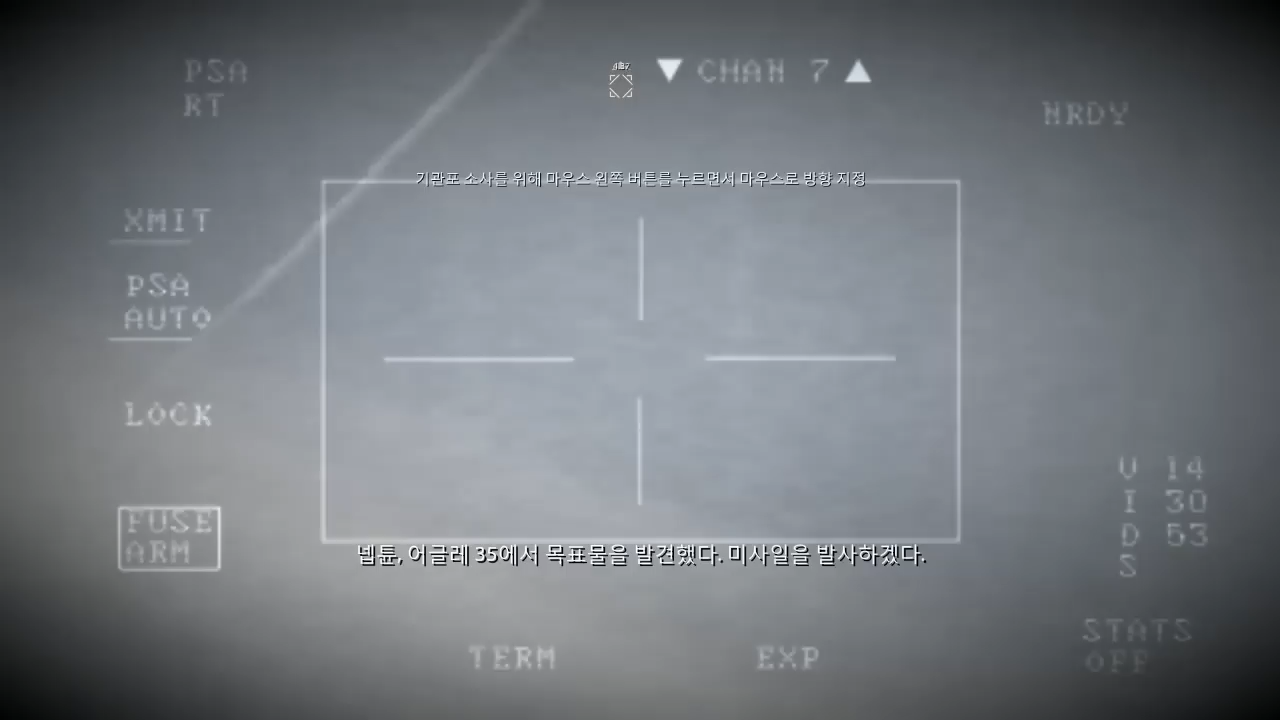 PSA
RT
CHAN 7
NRDY
기관포 소사를 위해 마우스 왼쪽 버튼를 누르면셔 마우스로 방향 지정
XMIT
PSA
AUTO
LOCK
V 14
I 30
D 53
S
FUSE
ARM
넵튠, 어글레 35에서 목표물을 발견했다. 미사일을 발사하겠다.
TERM
EXP
STATS
OFF